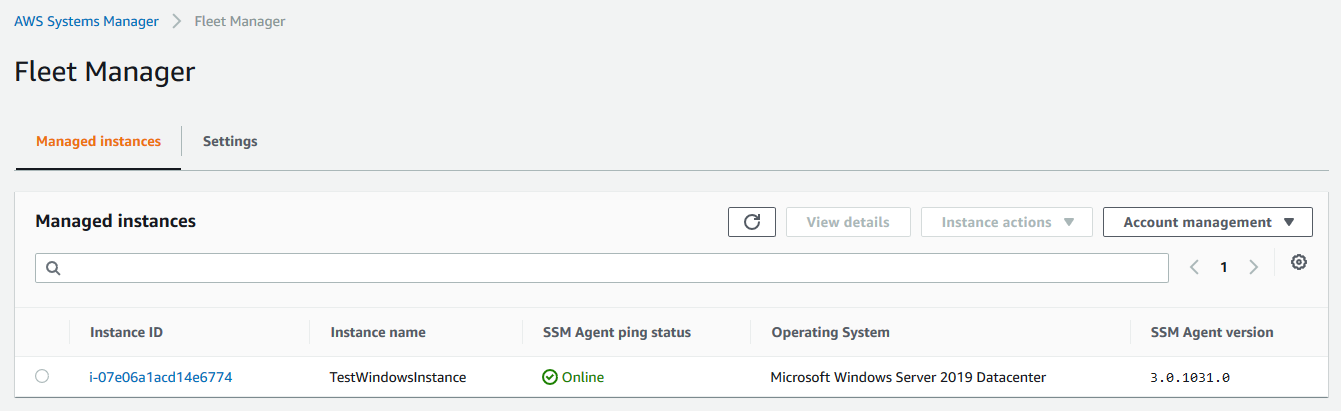 AWS Systems Manager > Fleet Manager
Fleet Manager
Managed instances Settings
Managed instances View details Instance actions Account management
1
Instance ID Instance name SSM Agent ping status Operating System SSM Agent version
i-07e06a1acd14e6774 TestWindowsInstance Online Microsoft Windows Server 2019 Datacenter 3.0.1031.0